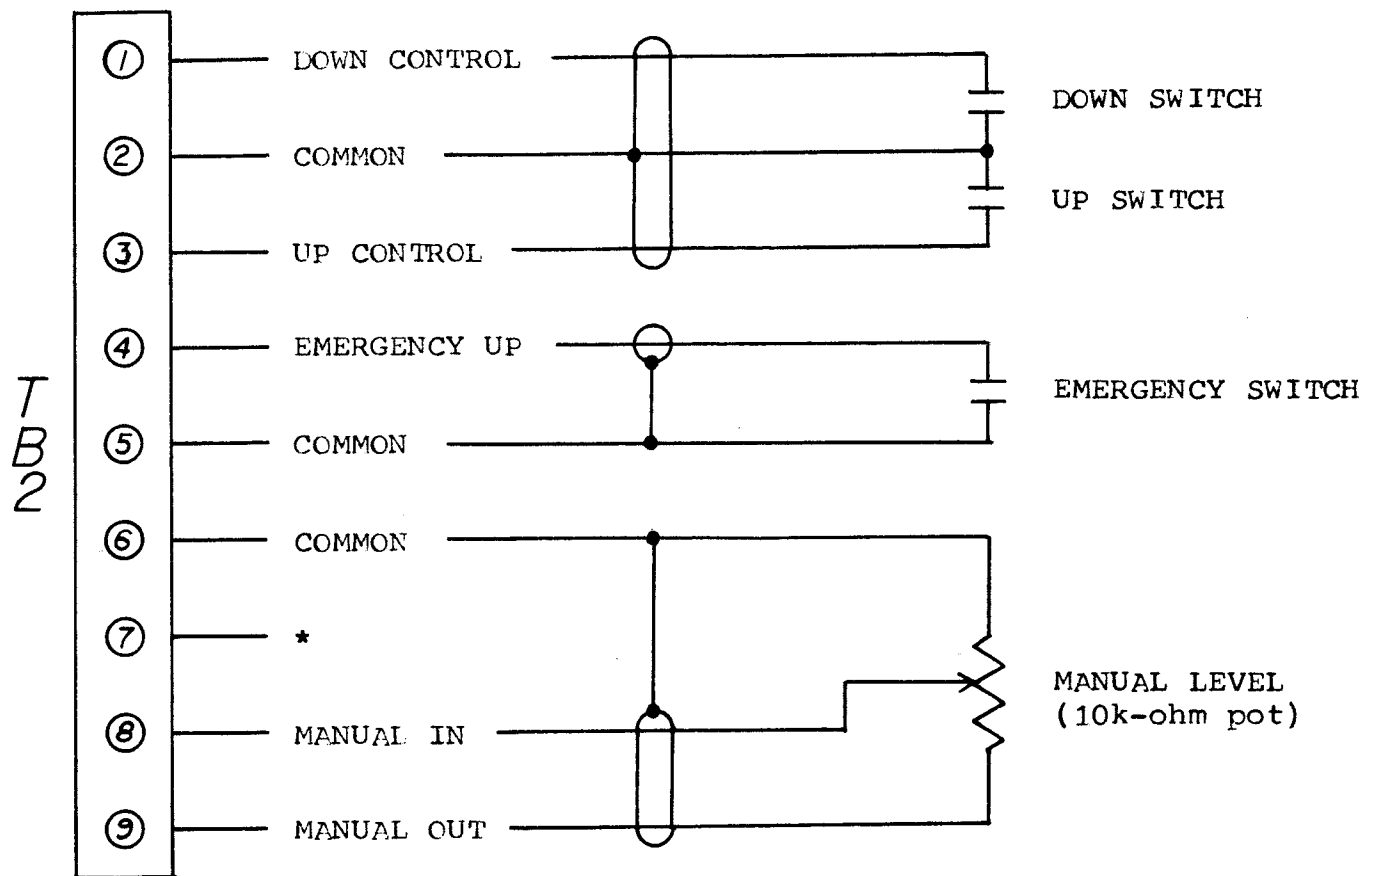 TB2
1 DOWN CONTROL
DOWN SWITCH
2 COMMON
UP SWITCH
3 UP CONTROL
4 EMERGENCY UP
EMERGENCY SWITCH
5 COMMON
6 COMMON
7 *
MANUAL LEVEL
(10k-ohm pot)
8 MANUAL IN
9 MANUAL OUT